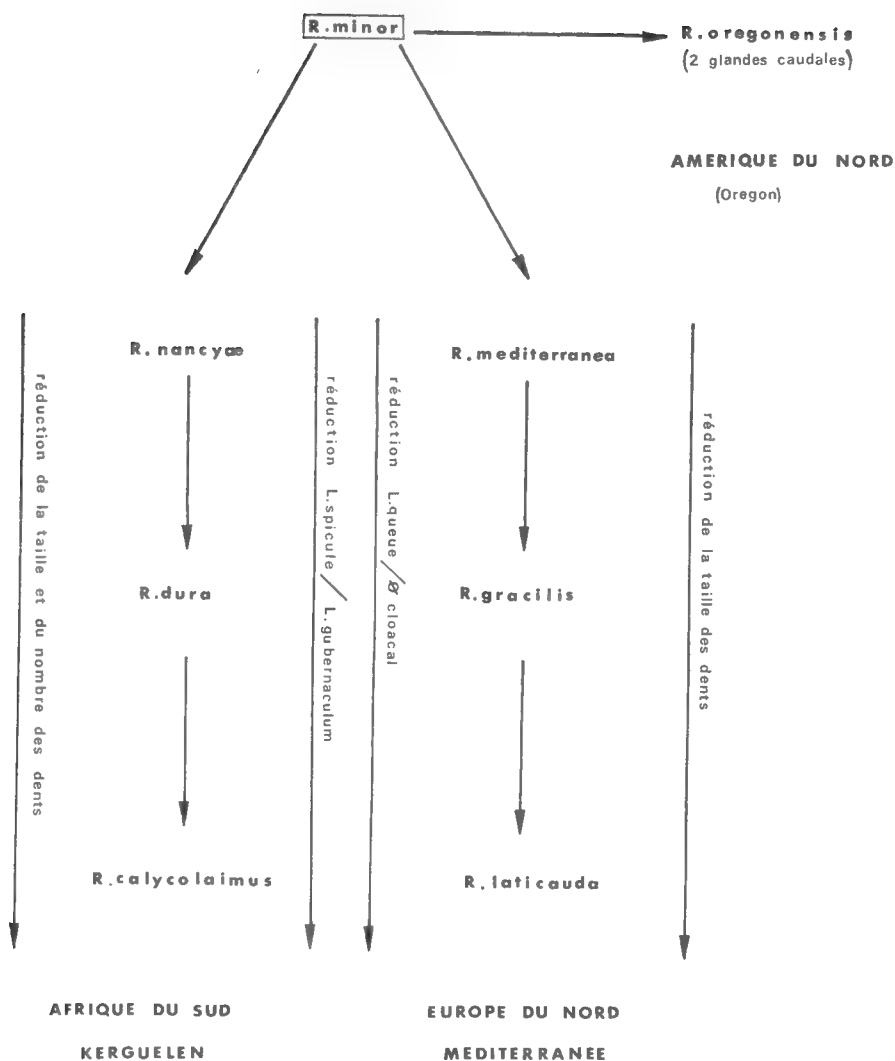 R.minor
R.oregonensis
(2 glandes caudales)
AMERIQUE DU NORD
(Oregon)
R.nancyæ
R.mediterranea
réduction de la taille et du nombre des dents
réduction L.spicule / L.gubernaculum
réduction L.queue / Ø cloacal
réduction de la taille des dents
R.dura
R.gracilis
R.calycolaimus
R.laticauda
AFRIQUE DU SUD
KERGUELEN
EUROPE DU NORD
MEDITERRANÉE